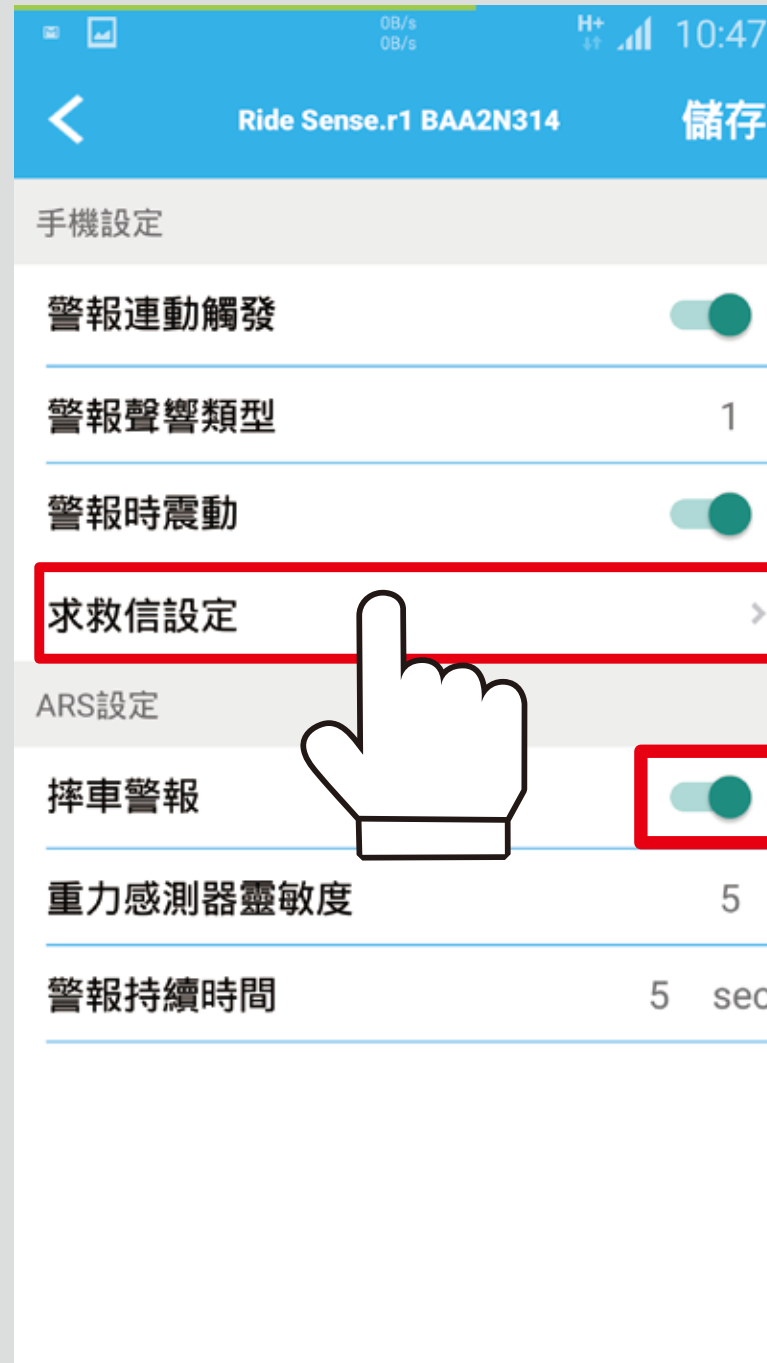 0B/s
0B/s
H+
10:47
Ride Sense.r1 BAA2N314
儲存
手機設定
警報連動觸發
警報聲響類型 1
警報時震動
求救信設定
ARS設定
摔車警報
重力感測器靈敏度 5
警報持續時間 5 sec